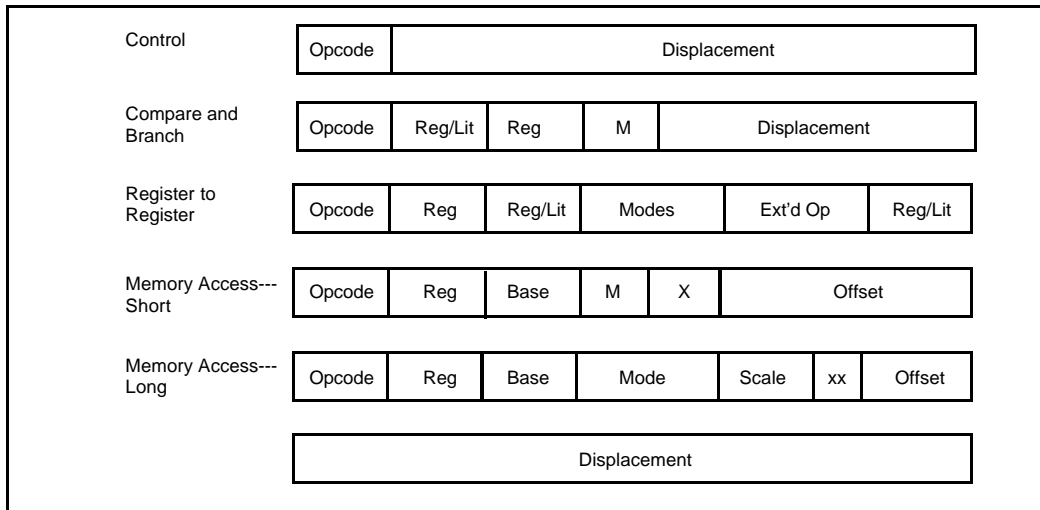 Control
Opcode Displacement
Compare and
Branch
Opcode Reg/Lit Reg M Displacement
Register to
Register
Opcode Reg Reg/Lit Modes Ext'd Op Reg/Lit
Memory Access---
Short
Opcode Reg Base M X Offset
Memory Access---
Long
Opcode Reg Base Mode Scale xx Offset
Displacement